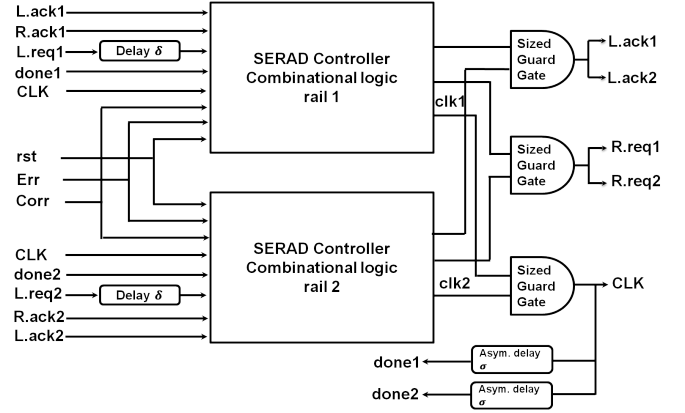 L.ack1
R.ack1
L.req1
Delay δ
done1
CLK
rst
Err
Corr
CLK
done2
L.req2
Delay δ
R.ack2
L.ack2
SERAD Controller
Combinational logic
rail 1
SERAD Controller
Combinational logic
rail 2
clk1
clk2
Sized
Guard
Gate
L.ack1
L.ack2
Sized
Guard
Gate
R.req1
R.req2
Sized
Guard
Gate
CLK
done1
Asym. delay
σ
done2
Asym. delay
σ